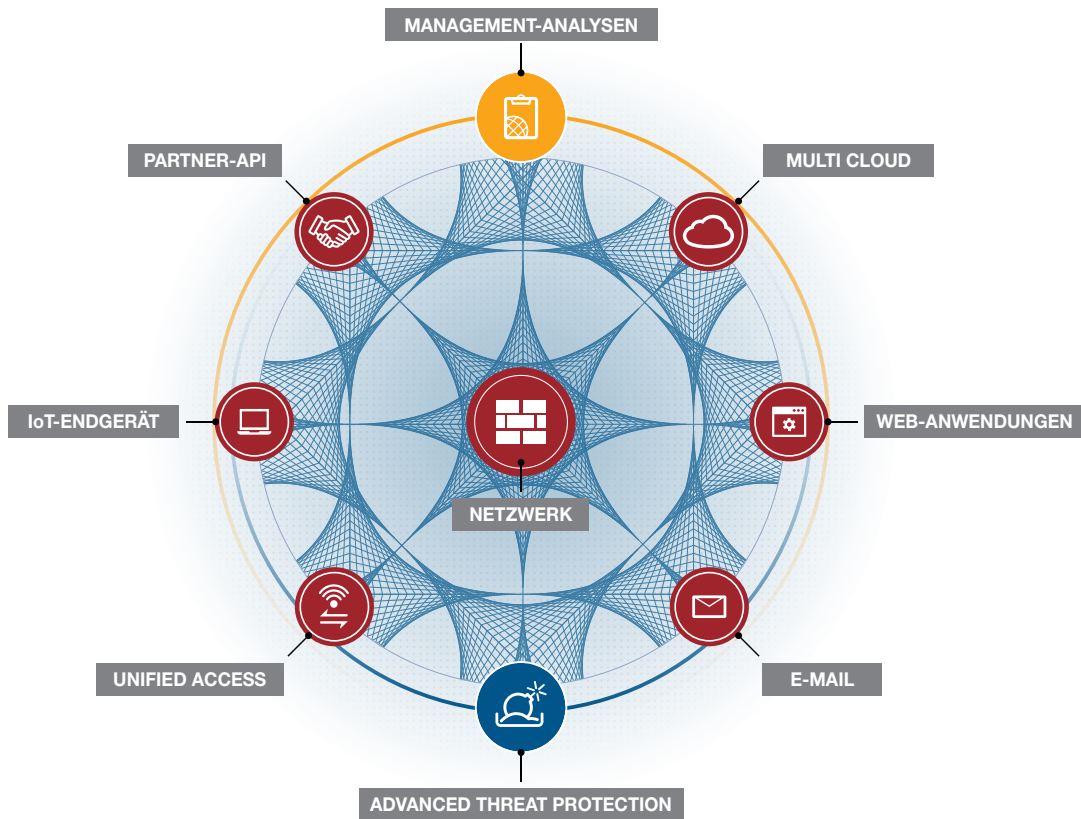 MANAGEMENT-ANALYSEN
PARTNER-API
MULTI CLOUD
IoT-ENDGERÄT
WEB-ANWENDUNGEN
NETZWERK
UNIFIED ACCESS
E-MAIL
ADVANCED THREAT PROTECTION